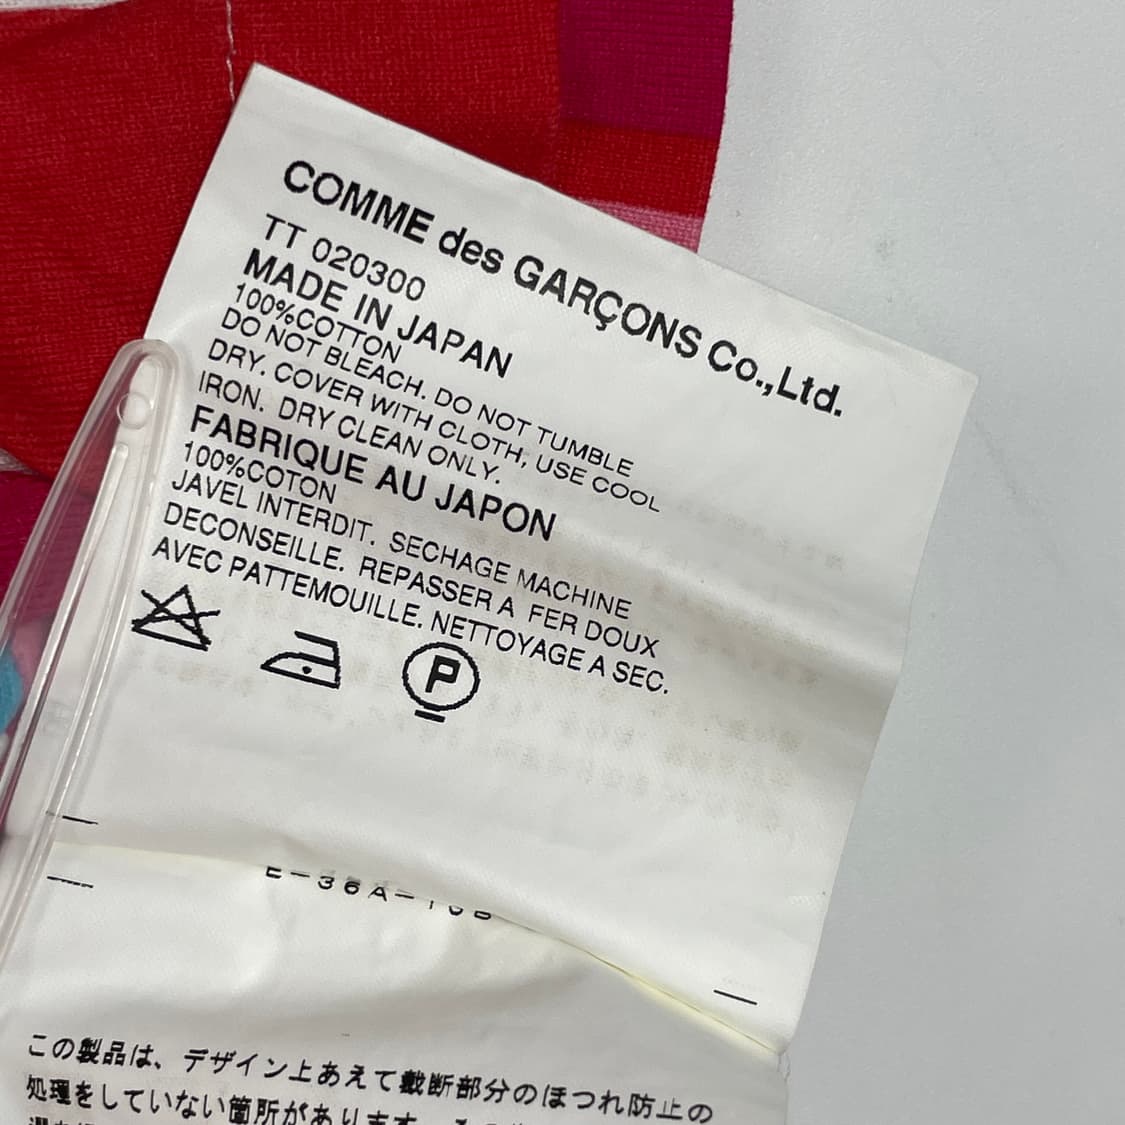 COMME des GARÇONS Co.,Ltd.
TT 020300
MADE IN JAPAN
100%COTTON
DO NOT BLEACH. DO NOT TUMBLE
DRY. COVER WITH CLOTH, USE COOL
IRON. DRY CLEAN ONLY.
FABRIQUE AU JAPON
100%COTON
JAVEL INTERDIT. SECHAGE MACHINE
DECONSEILLE. REPASSER A FER DOUX
AVEC PATTEMOUILLE. NETTOYAGE A SEC.
P
この製品は、デザイン上あえて裁断部分のほつれ防止の
処理をしていない箇所があります。